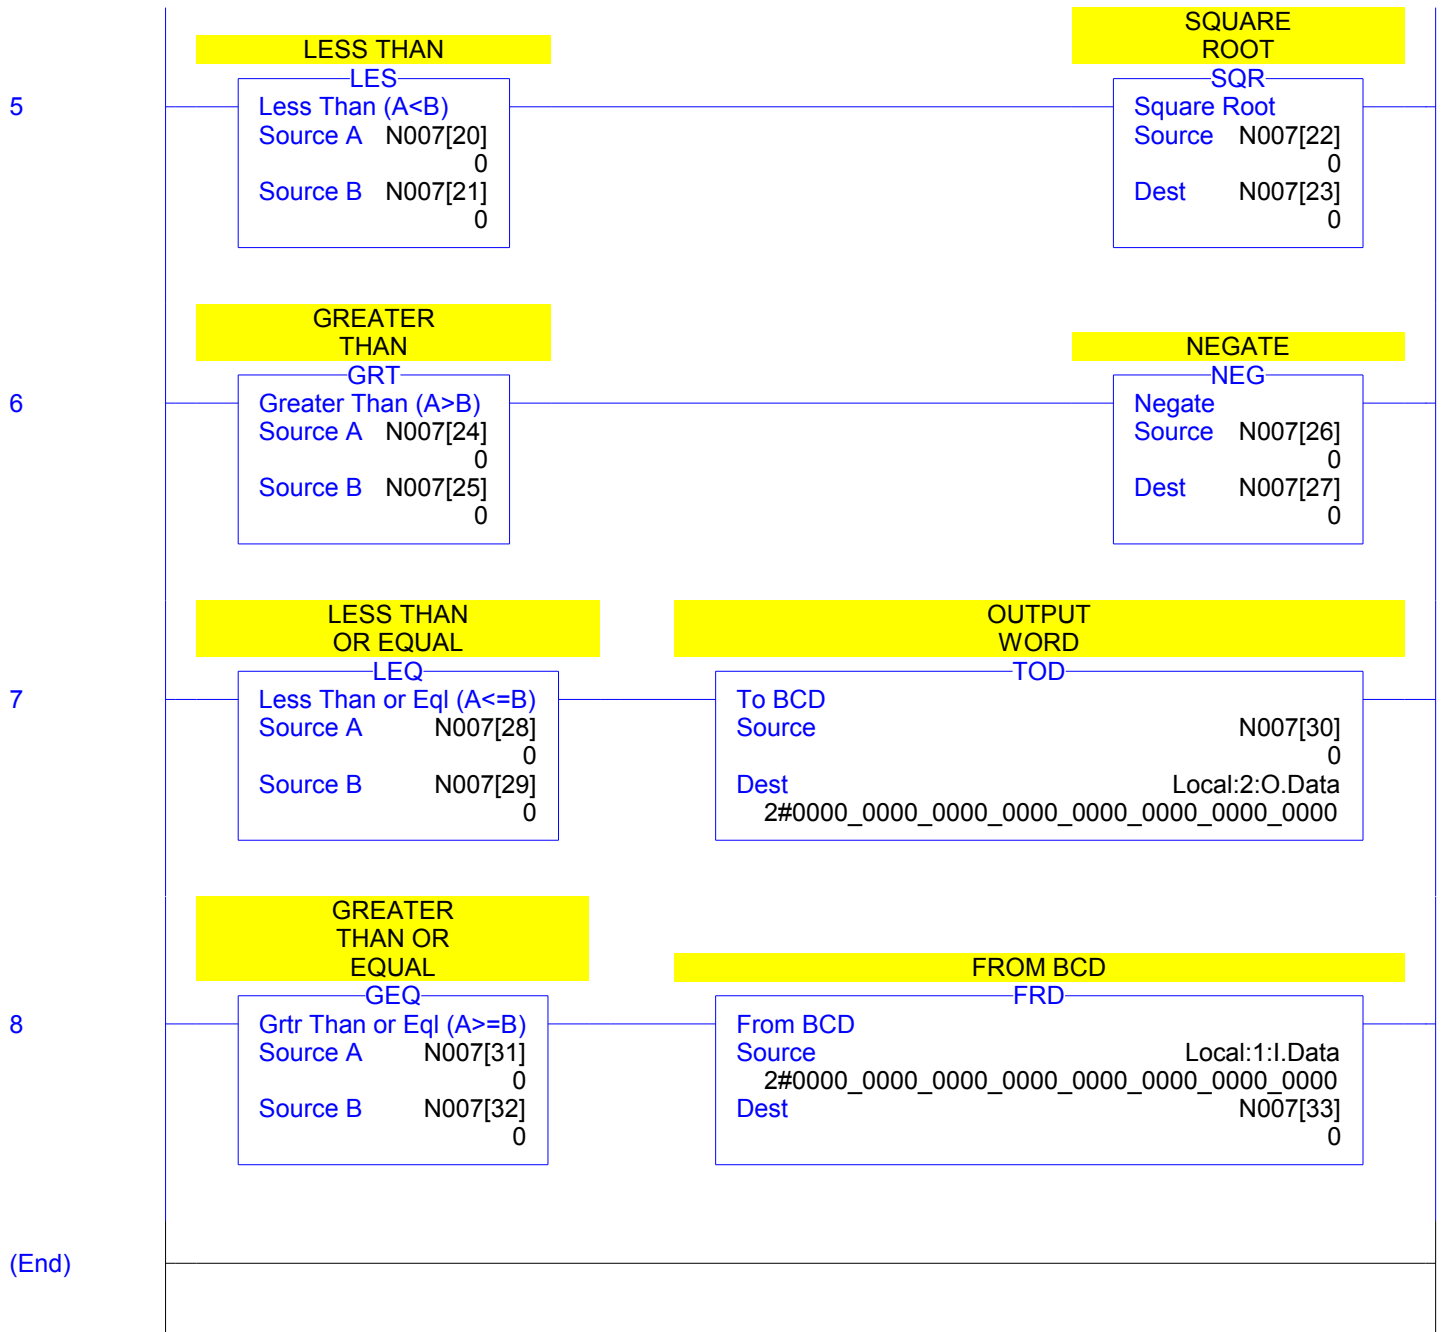 LESS THAN
SQUARE
ROOT
5
LES
Less Than (A<B)
Source A N007[20]
0
Source B N007[21]
0
SQR
Square Root
Source N007[22]
0
Dest N007[23]
0
GREATER
THAN
NEGATE
6
GRT
Greater Than (A>B)
Source A N007[24]
0
Source B N007[25]
0
NEG
Negate
Source N007[26]
0
Dest N007[27]
0
LESS THAN
OR EQUAL
OUTPUT
WORD
7
LEQ
Less Than or Eql (A<=B)
Source A N007[28]
0
Source B N007[29]
0
TOD
To BCD
Source N007[30]
0
Dest Local:2:O.Data
2#0000_0000_0000_0000_0000_0000_0000_0000
GREATER
THAN OR
EQUAL
FROM BCD
8
GEQ
Grtr Than or Eql (A>=B)
Source A N007[31]
0
Source B N007[32]
0
FRD
From BCD
Source Local:1:I.Data
2#0000_0000_0000_0000_0000_0000_0000_0000
Dest N007[33]
0
(End)